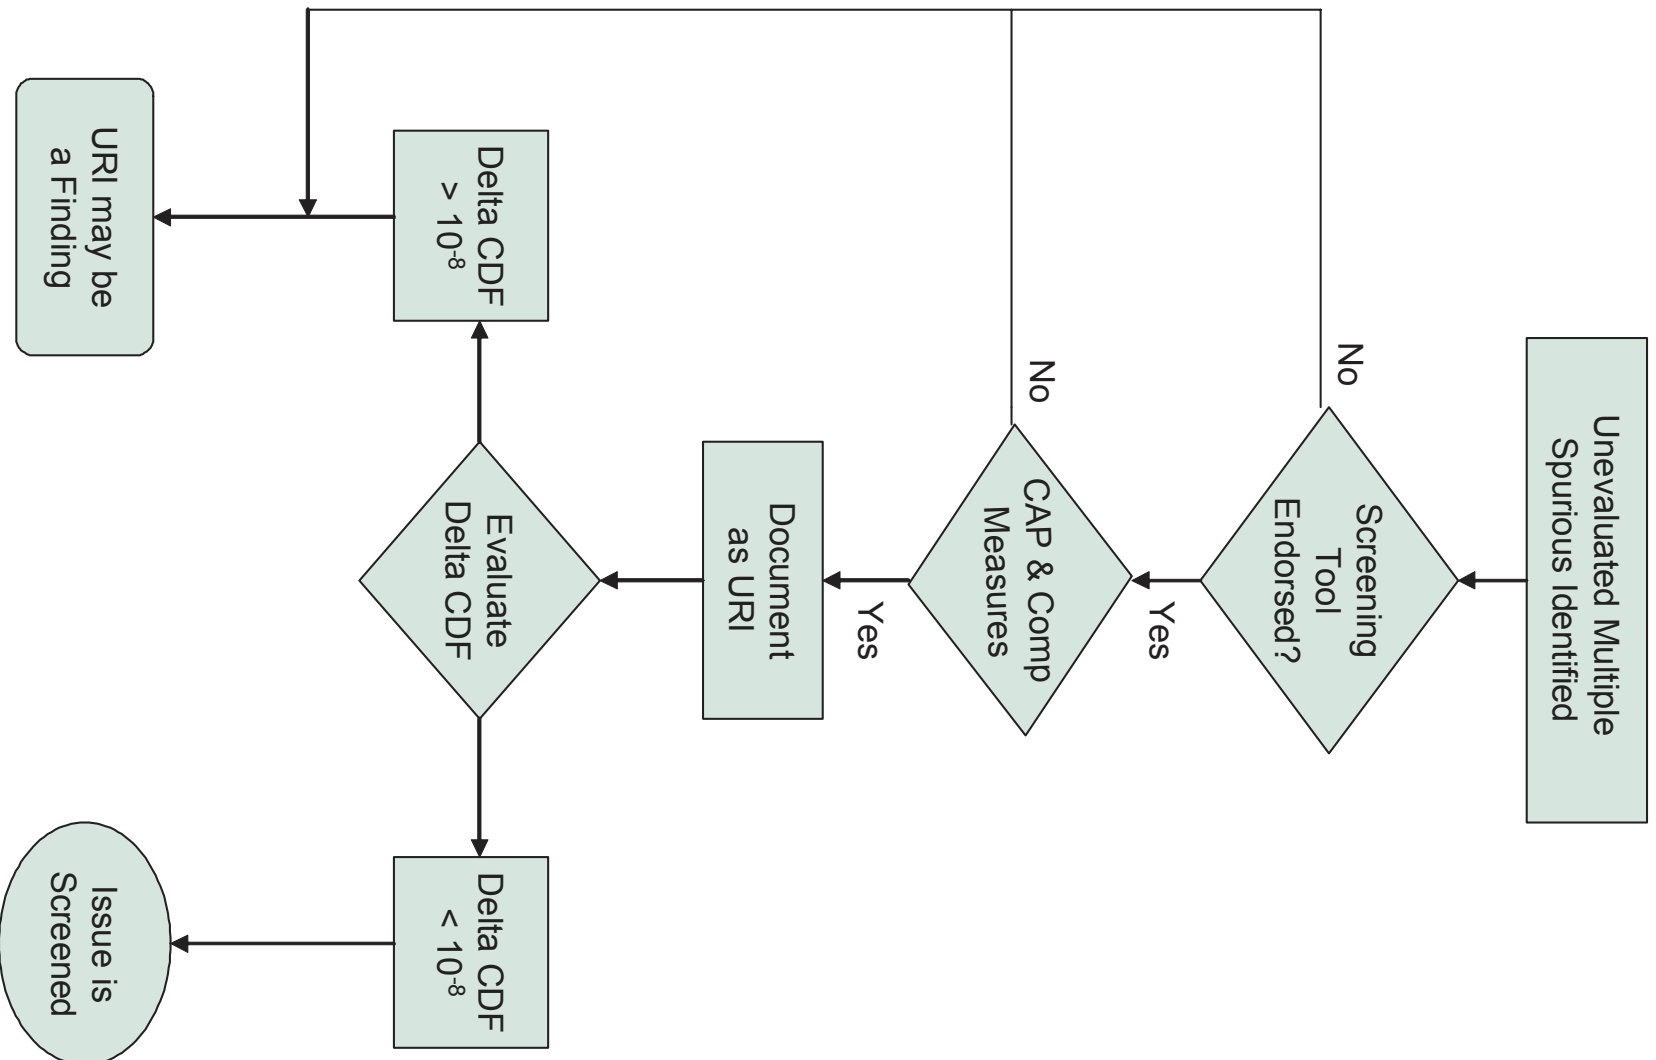 Unevaluated Multiple
Spurious Identified
Screening
Tool
Endorsed?
No
Yes
CAP & Comp
Measures
No
Yes
Document
as URI
Evaluate
Delta CDF
Delta CDF
> 10⁻⁸
Delta CDF
< 10⁻⁸
URI may be
a Finding
Issue is
Screened